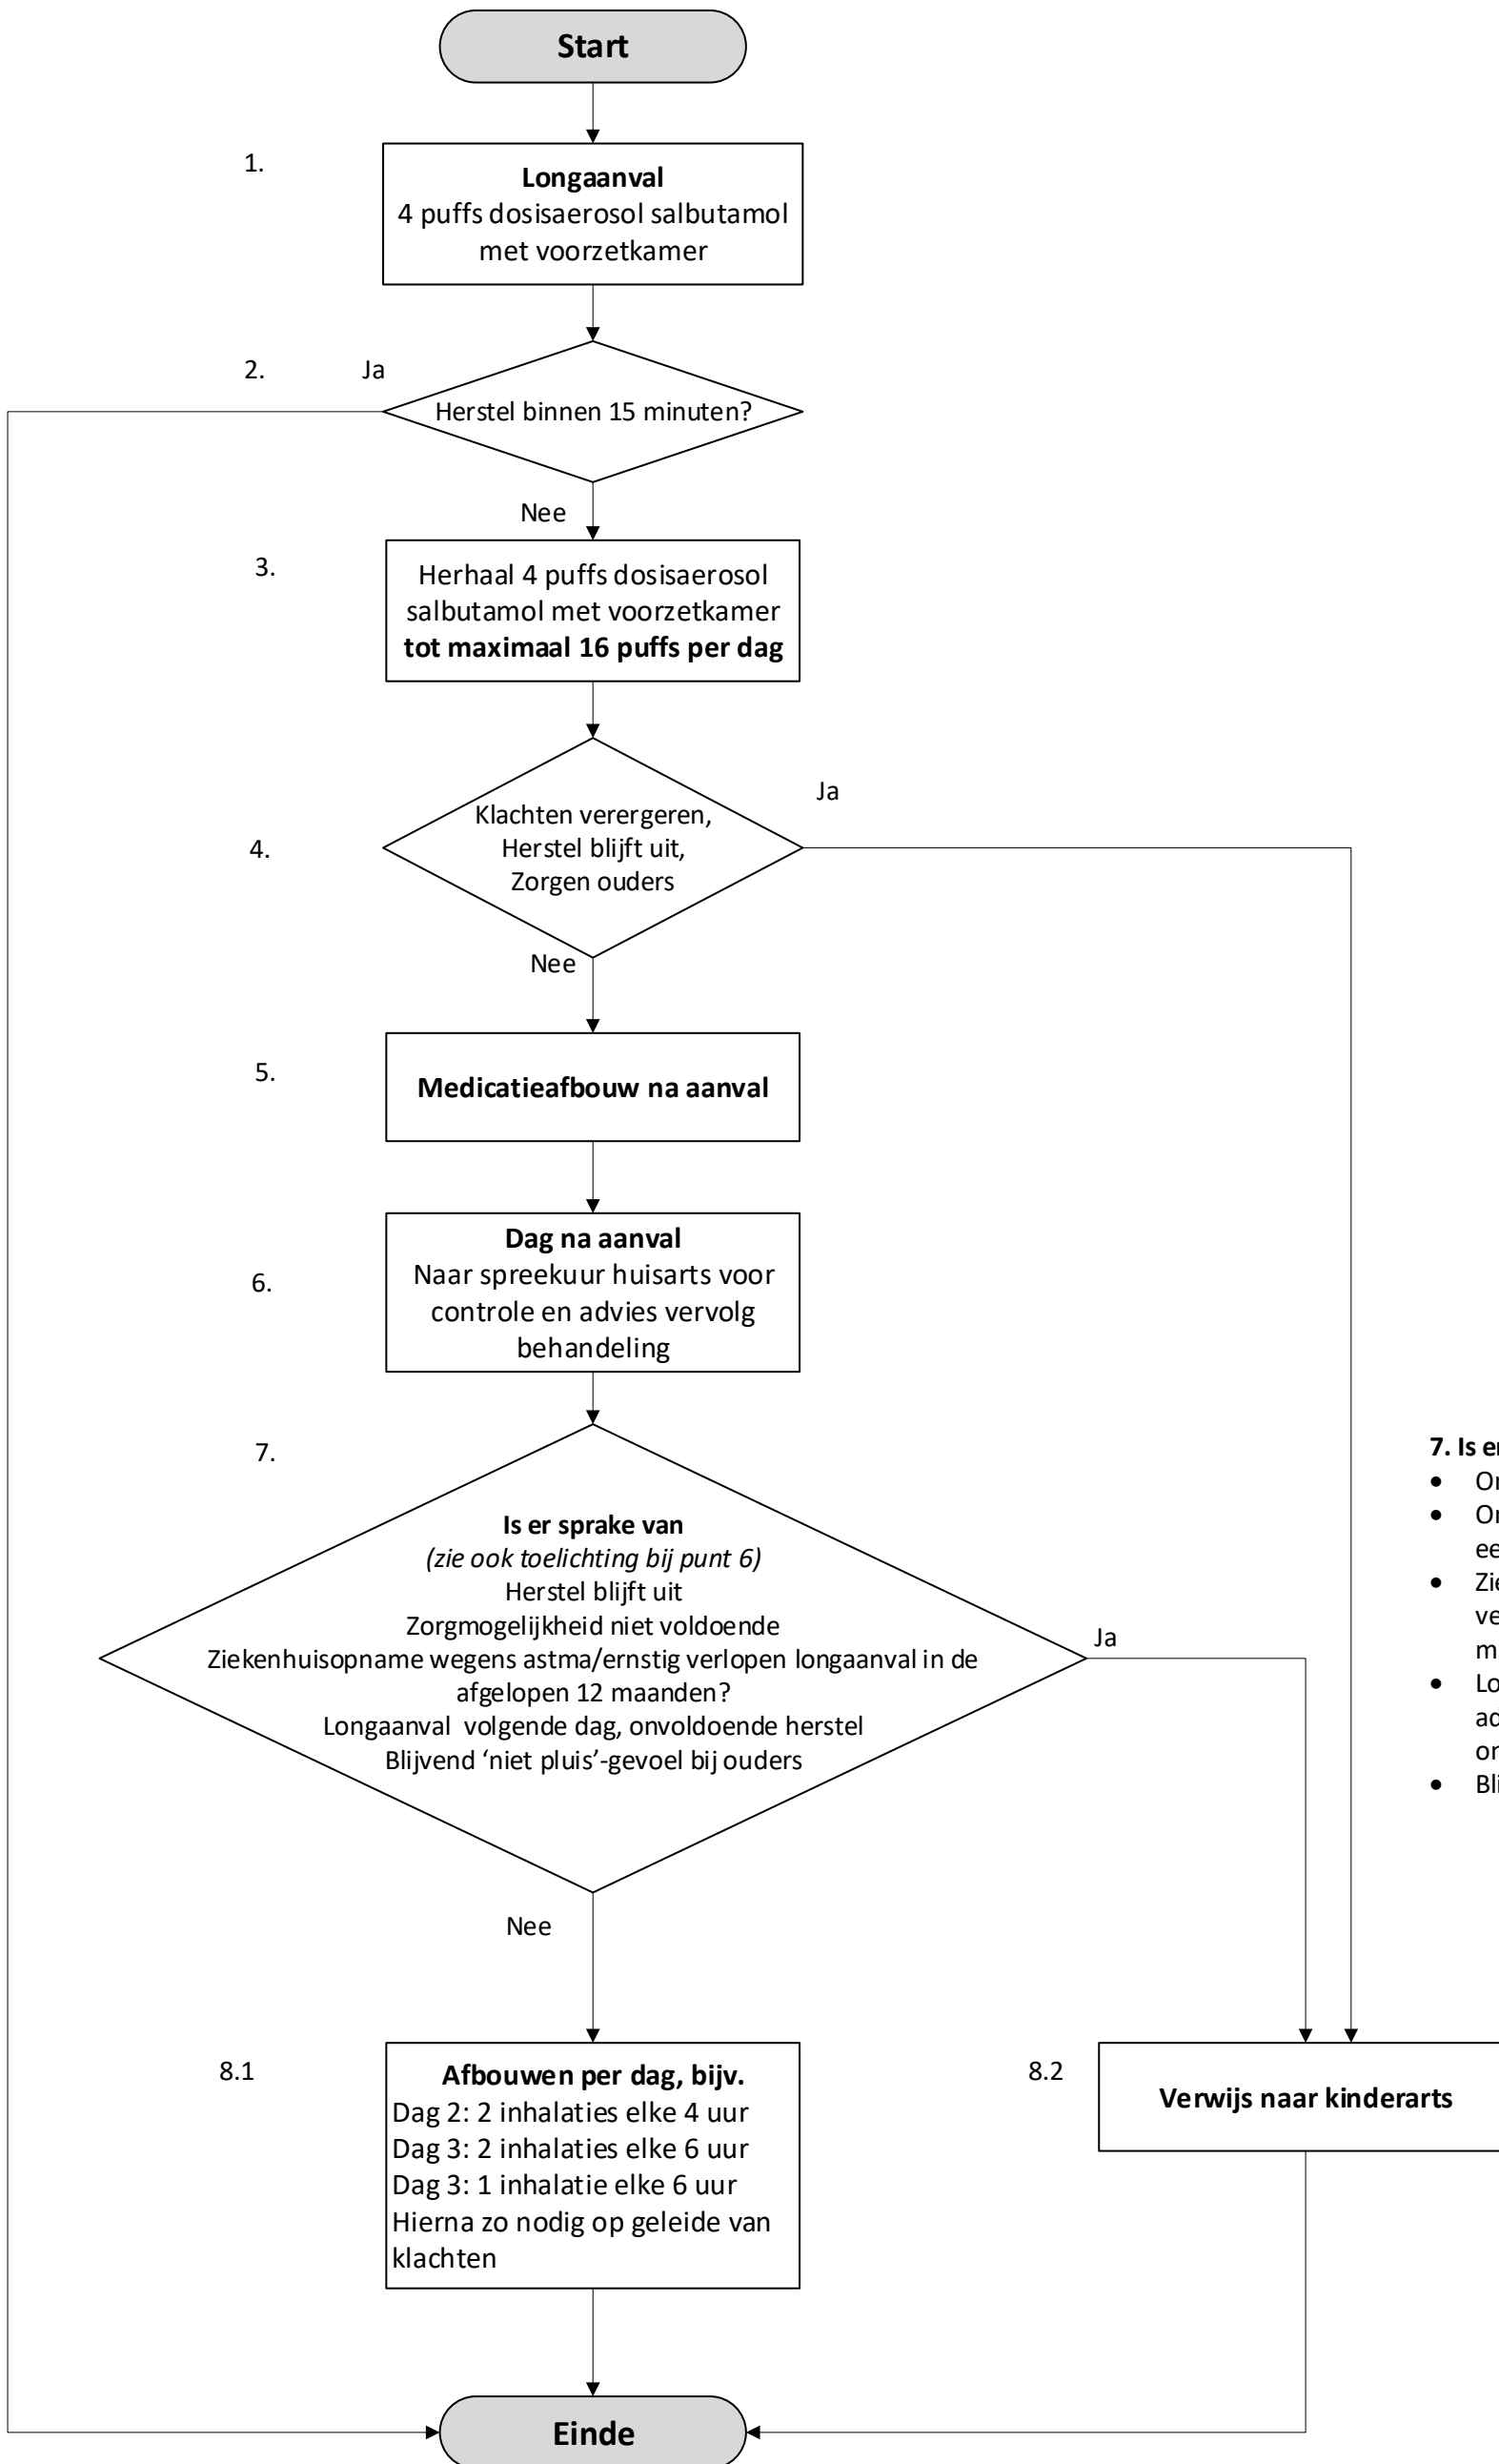 Start
1.
Longaanval
4 puffs dosisaerosol salbutamol
met voorzetkamer
2.
Ja
Herstel binnen 15 minuten?
Nee
3.
Herhaal 4 puffs dosisaerosol
salbutamol met voorzetkamer
tot maximaal 16 puffs per dag
Ja
4.
Klachten verergeren,
Herstel blijft uit,
Zorgen ouders
Nee
5.
Medicatieafbouw na aanval
6.
Dag na aanval
Naar spreekuur huisarts voor
controle en advies vervolg
behandeling
7.
Is er sprake van
(zie ook toelichting bij punt 6)
Herstel blijft uit
Zorgmogelijkheid niet voldoende
Ziekenhuisopname wegens astma/ernstig verlopen longaanval in de
afgelopen 12 maanden?
Longaanval volgende dag, onvoldoende herstel
Blijvend ‘niet pluis’-gevoel bij ouders
Ja
Nee
7. Is
•
•
•
•
•
8.1
Afbouwen per dag, bijv.
Dag 2: 2 inhalaties elke 4 uur
Dag 3: 2 inhalaties elke 6 uur
Dag 3: 1 inhalatie elke 6 uur
Hierna zo nodig op geleide van
klachten
8.2
Verwijs naar kinderarts
Einde